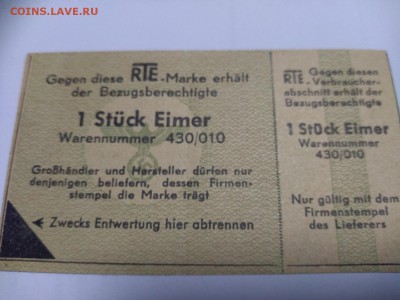 COINS.LAVE.RU
Gegen diese RTE-Marke erhält
der Bezugsberechtigte
1 Stück Eimer
Warennummer 430/010
Großhändler und Hersteller dürfen nur
denjenigen beliefern, dessen Firmen-
stempel die Marke trägt
Zwecks Entwertung hier abtrennen
Gegen diesen
RTE-Verbraucher-
abschnitt erhält der
Bezugsberechtigte
1 Stück Eimer
Warennummer
430/010
Nur gültig mit dem
Firmenstempel
des Lieferers